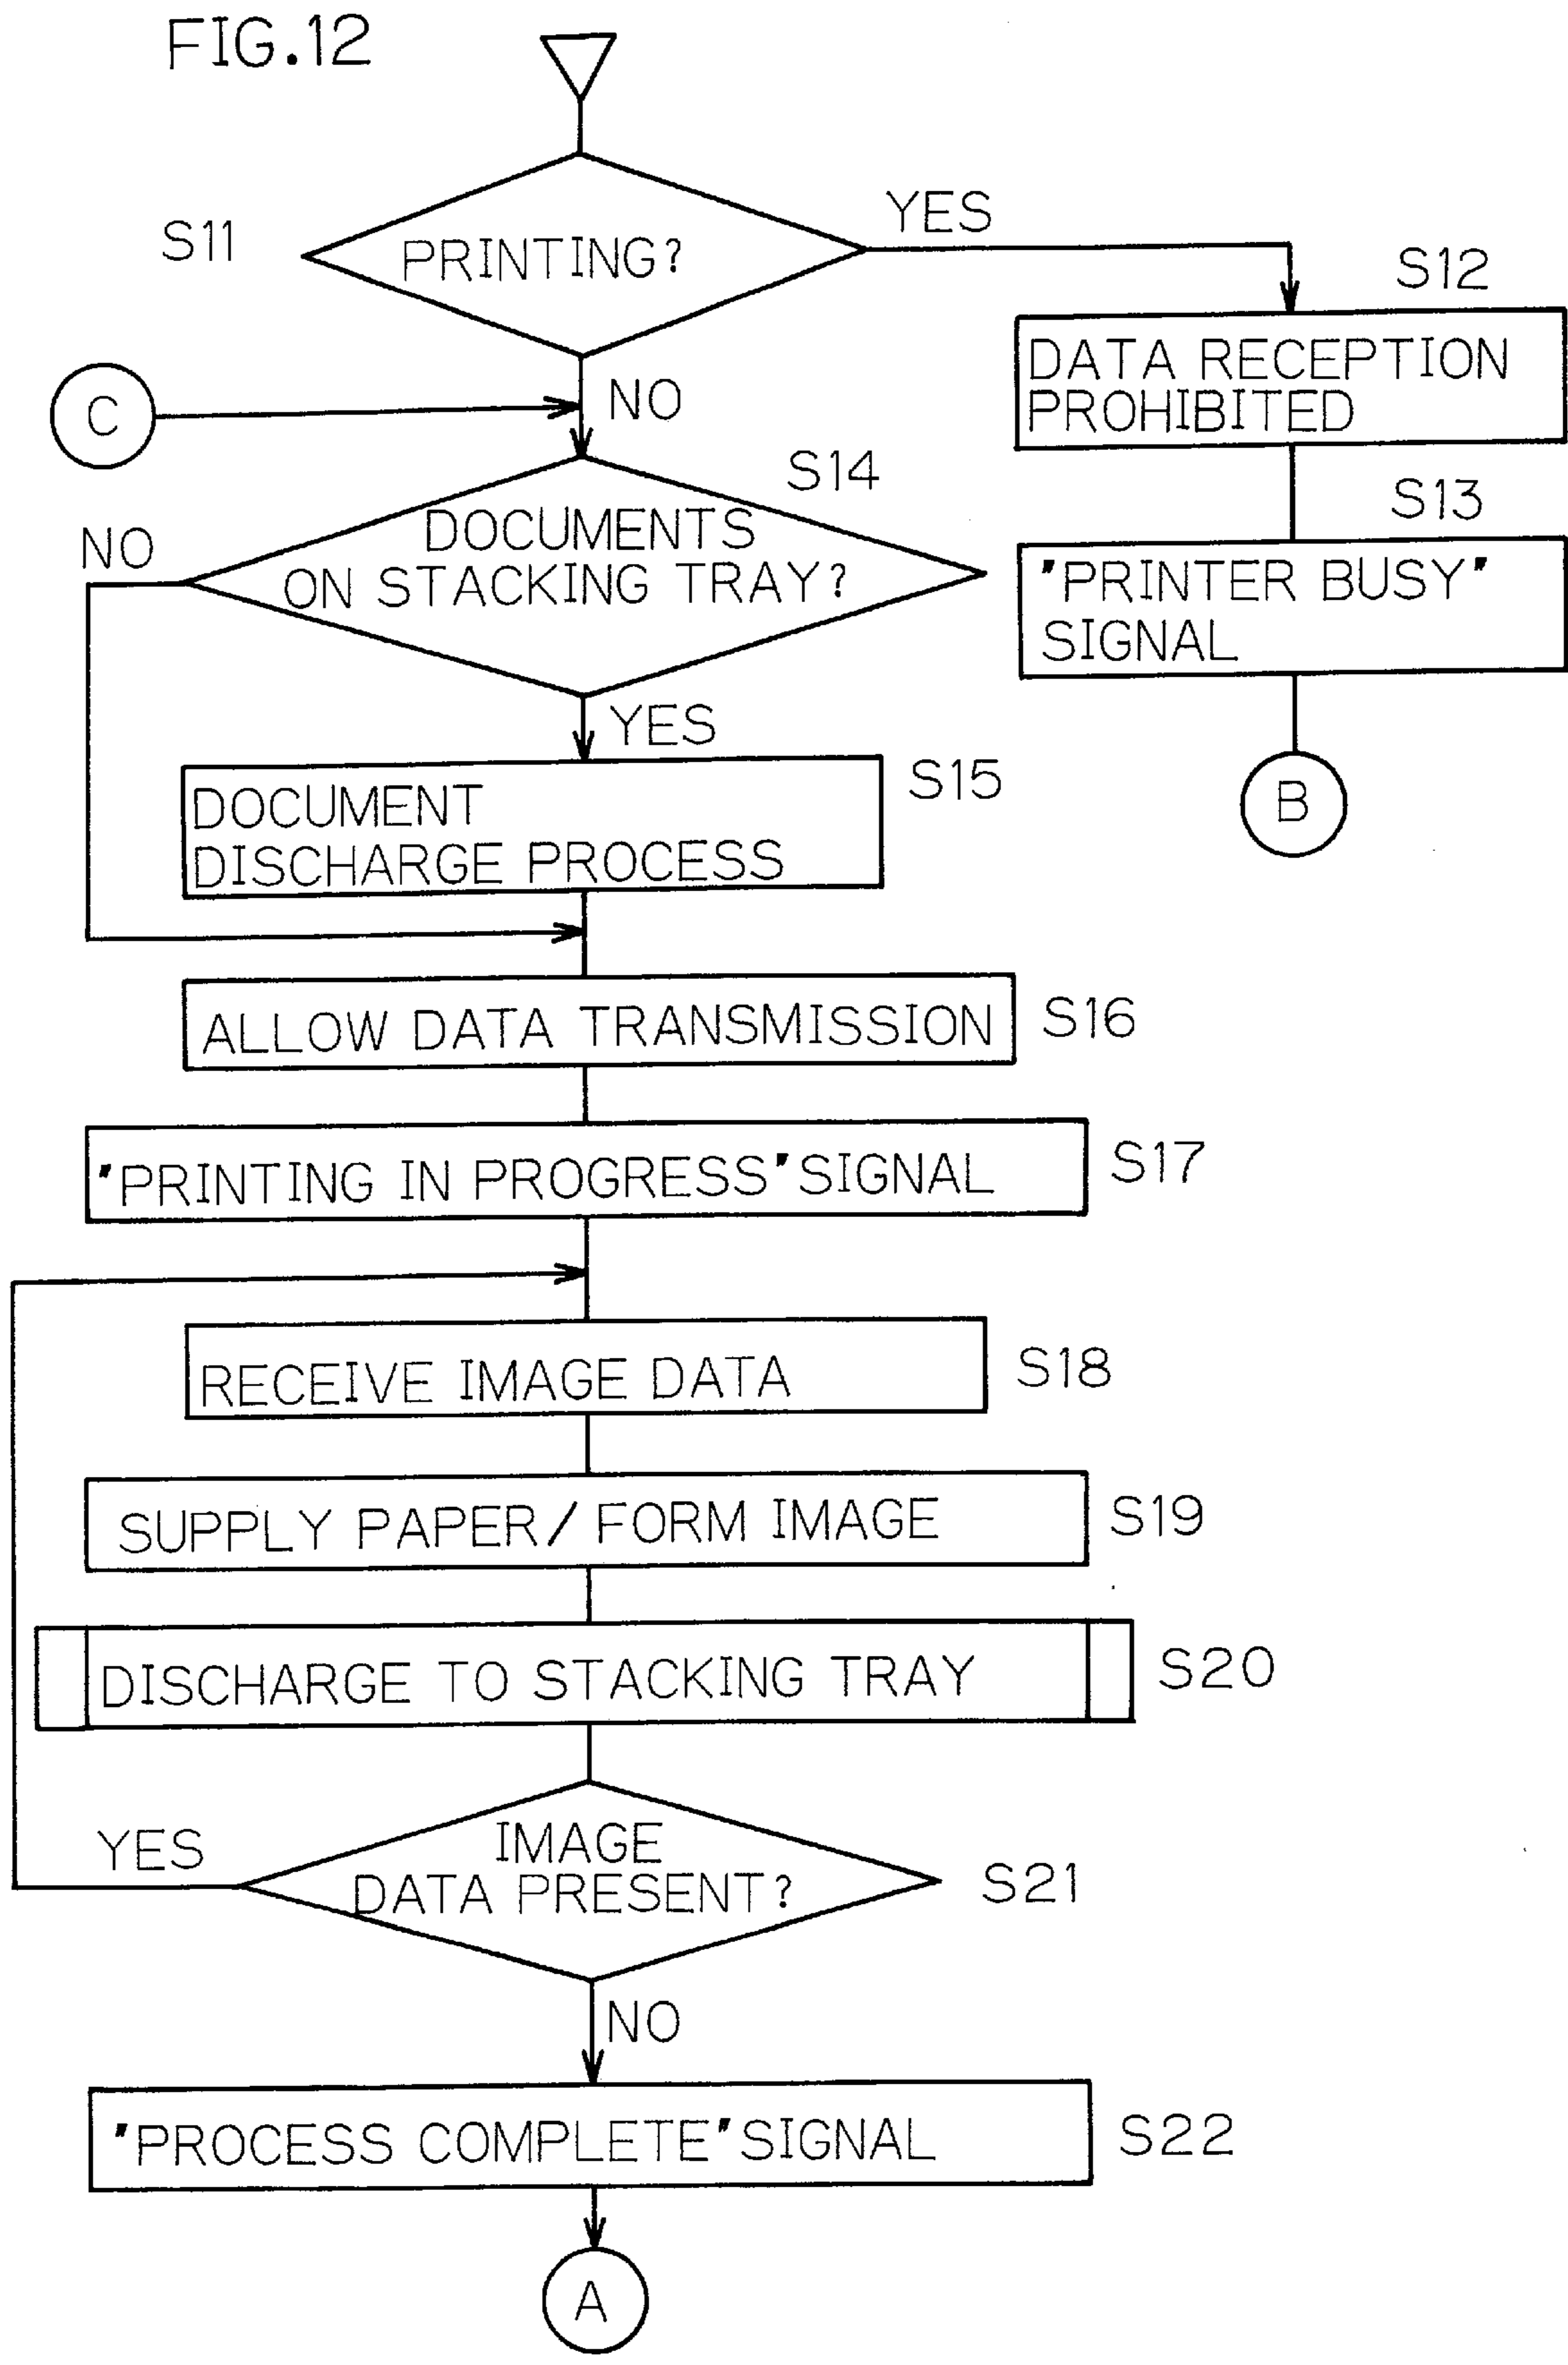 FIG.12
S11
PRINTING?
YES
S12
DATA RECEPTION
PROHIBITED
C
NO
S14
S13
NO
DOCUMENTS
ON STACKING TRAY?
"PRINTER BUSY"
SIGNAL
YES
B
S15
DOCUMENT
DISCHARGE PROCESS
ALLOW DATA TRANSMISSION
S16
"PRINTING IN PROGRESS" SIGNAL
S17
RECEIVE IMAGE DATA
S18
SUPPLY PAPER/ FORM IMAGE
S19
DISCHARGE TO STACKING TRAY
S20
YES
IMAGE
DATA PRESENT?
S21
NO
"PROCESS COMPLETE" SIGNAL
S22
A